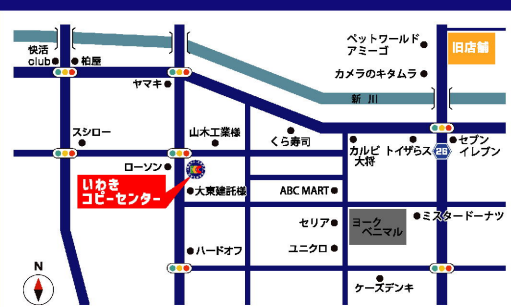 ペットワールド
アミーゴ
旧店舗
快活
club
柏屋
カメラのキタムラ
ヤマキ
新川
スシロー
山木工業様
くら寿司
カルビ
大将
トイザらス
26
セブン
イレブン
ローソン
いわき
コピーセンター
大東建託様
ABC MART
セリア
ヨーク
ベニマル
ミスタードーナツ
ハードオフ
ユニクロ
ケーズデンキ
N